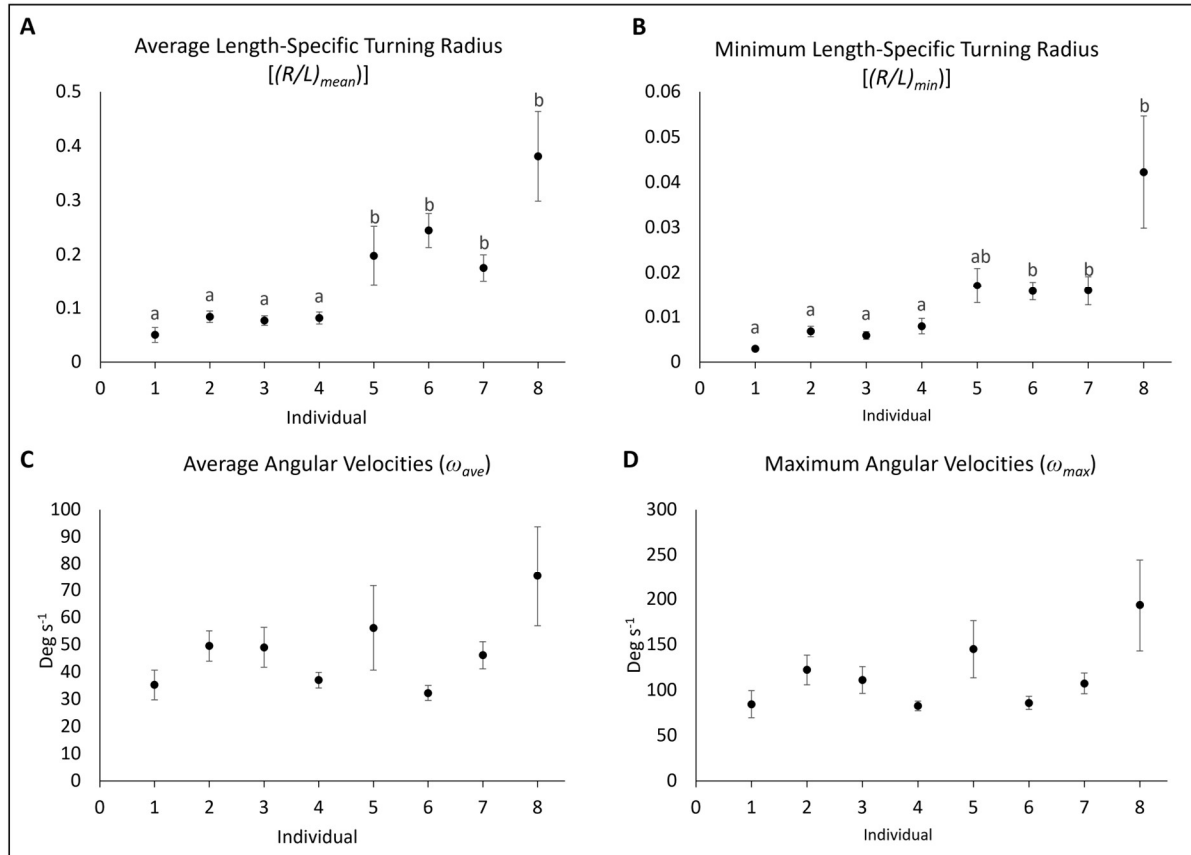 A
Average Length-Specific Turning Radius
[(R/L)mean)]
0.5
0.4
0.3
0.2
0.1
0
a
a
a
a
b
b
b
b
0 1 2 3 4 5 6 7 8
Individual
B
Minimum Length-Specific Turning Radius
[(R/L)min)]
0.06
0.05
0.04
0.03
0.02
0.01
0
a
a
a
a
ab
b
b
b
0 1 2 3 4 5 6 7 8
Individual
C
Average Angular Velocities (ωave)
Deg s-1
100
90
80
70
60
50
40
30
20
10
0
0 1 2 3 4 5 6 7 8
Individual
D
Maximum Angular Velocities (ωmax)
Deg s-1
300
250
200
150
100
50
0
0 1 2 3 4 5 6 7 8
Individual